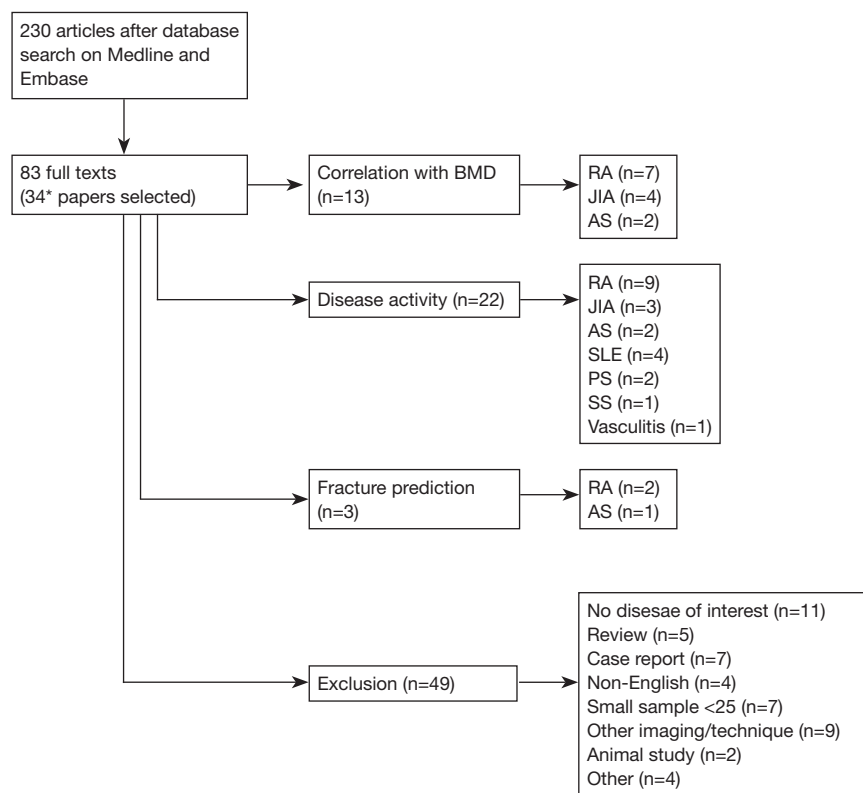 230 articles after database
search on Medline and
Embase
83 full texts
(34* papers selected)
Correlation with BMD
(n=13)
RA (n=7)
JIA (n=4)
AS (n=2)
Disease activity (n=22)
RA (n=9)
JIA (n=3)
AS (n=2)
SLE (n=4)
PS (n=2)
SS (n=1)
Vasculitis (n=1)
Fracture prediction
(n=3)
RA (n=2)
AS (n=1)
Exclusion (n=49)
No disesae of interest (n=11)
Review (n=5)
Case report (n=7)
Non-English (n=4)
Small sample <25 (n=7)
Other imaging/technique (n=9)
Animal study (n=2)
Other (n=4)